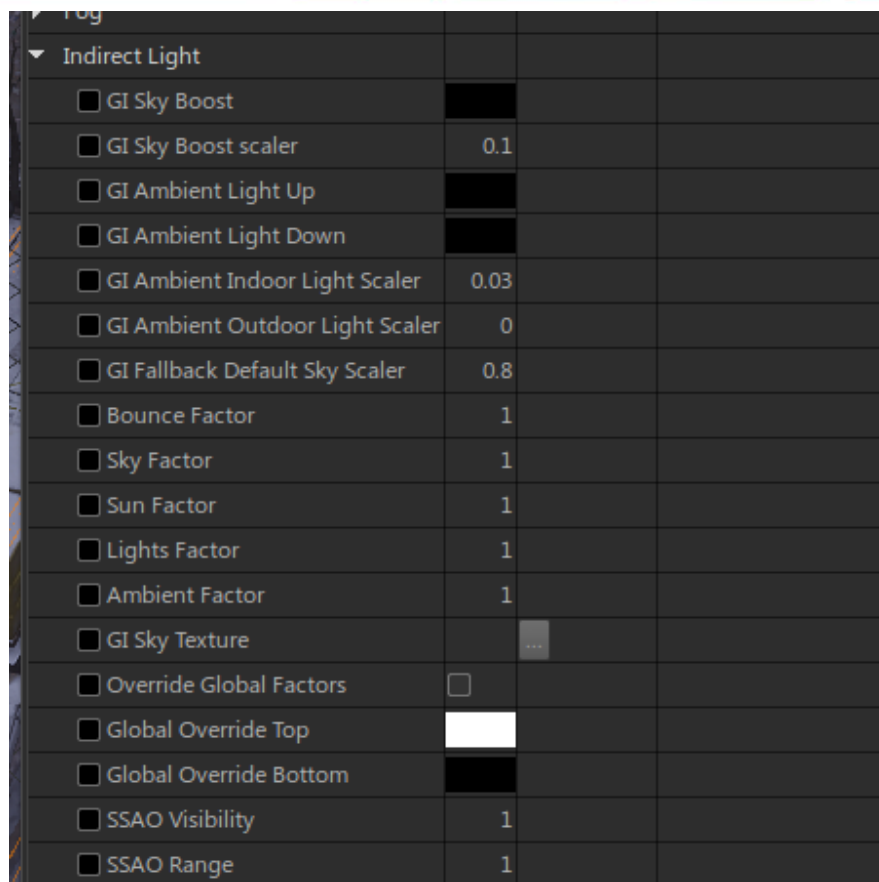 Fog
Indirect Light
GI Sky Boost
GI Sky Boost scaler 0.1
GI Ambient Light Up
GI Ambient Light Down
GI Ambient Indoor Light Scaler 0.03
GI Ambient Outdoor Light Scaler 0
GI Fallback Default Sky Scaler 0.8
Bounce Factor 1
Sky Factor 1
Sun Factor 1
Lights Factor 1
Ambient Factor 1
GI Sky Texture ...
Override Global Factors
Global Override Top
Global Override Bottom
SSAO Visibility 1
SSAO Range 1